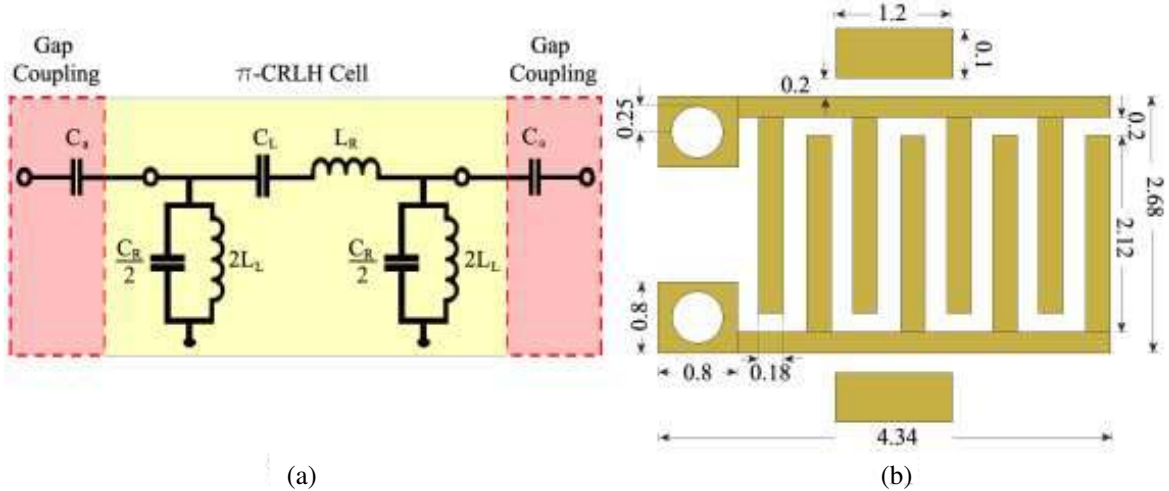 Gap
Coupling
π-CRLH Cell
Gap
Coupling
Ca
CL
LR
Ca
CR
2
2LL
CR
2
2LL
(a)
1.2
0.1
0.2
0.25
0.2
2.12
2.68
0.8
0.8
0.18
4.34
(b)